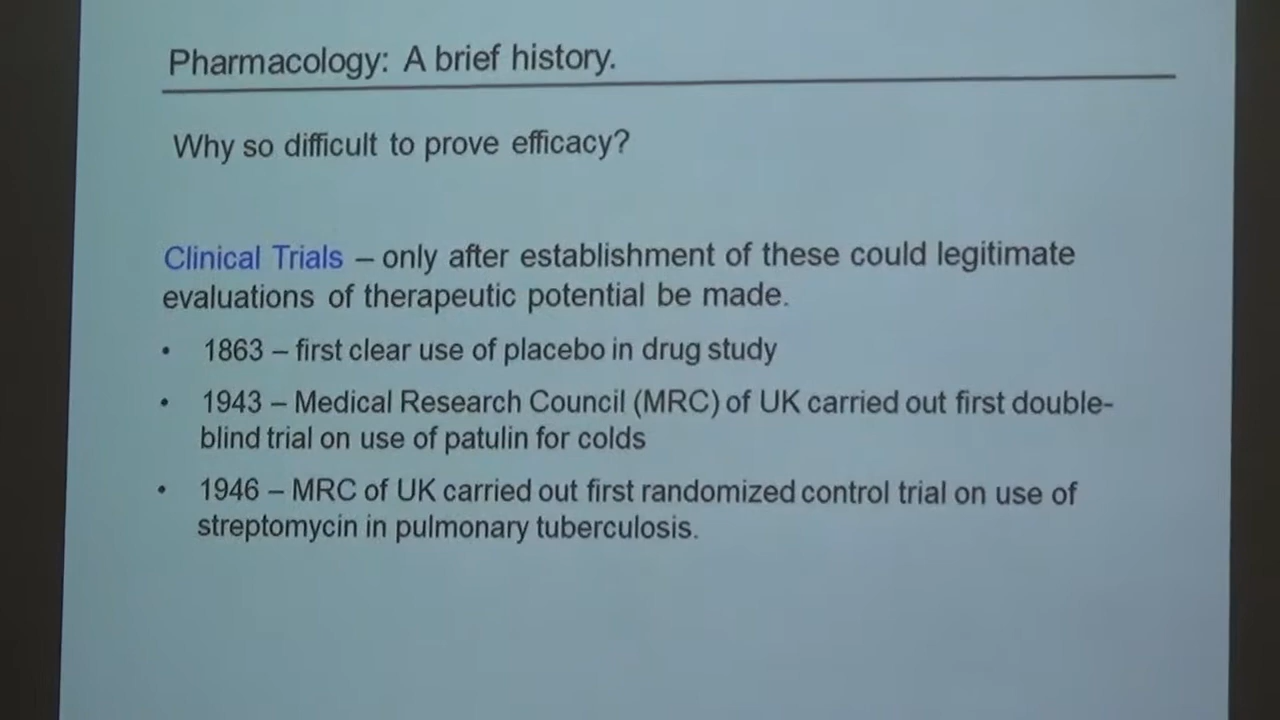 Pharmacology: A brief history.
Why so difficult to prove efficacy?
Clinical Trials – only after establishment of these could legitimate
evaluations of therapeutic potential be made.
• 1863 – first clear use of placebo in drug study
• 1943 – Medical Research Council (MRC) of UK carried out first double-
blind trial on use of patulin for colds
• 1946 – MRC of UK carried out first randomized control trial on use of
streptomycin in pulmonary tuberculosis.